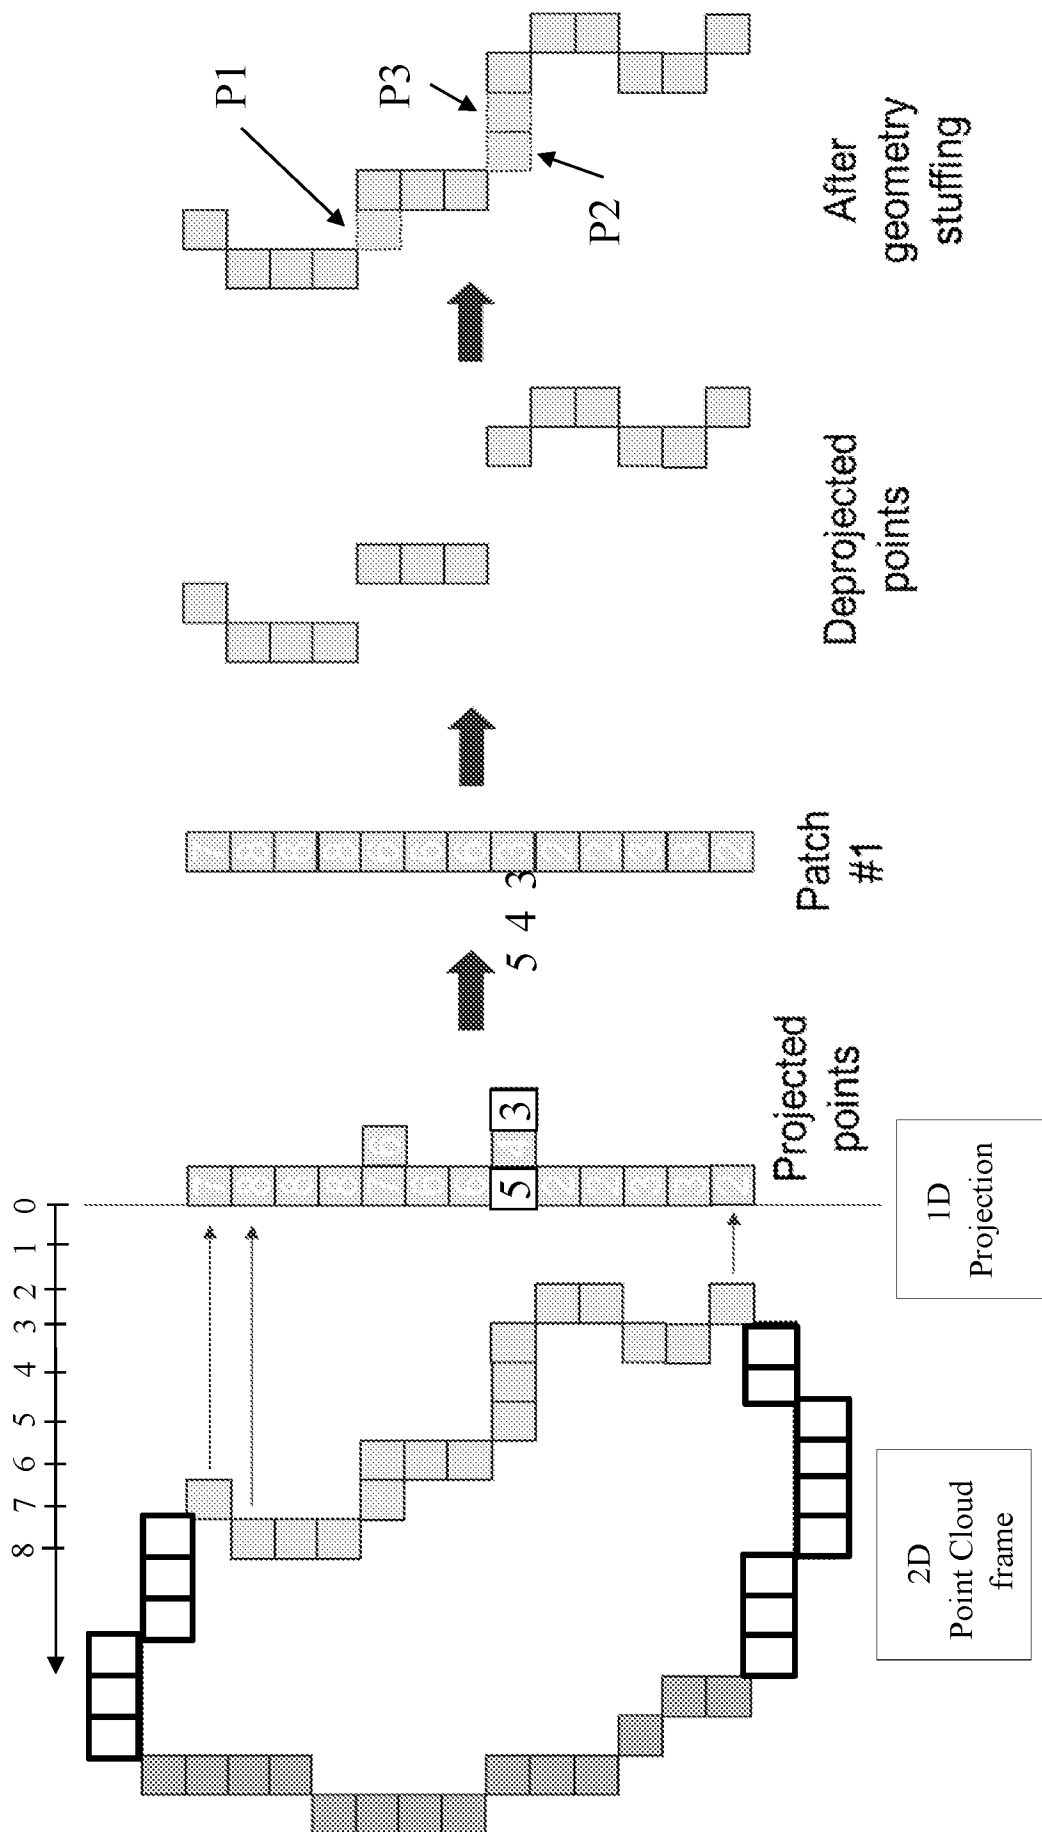 8 7 6 5 4 3 2 1 0
5
3
5 4 3
P1
P3
P2
Projected
points
Patch
#1
Deprojected
points
After
geometry
stuffing
2D
Point Cloud
frame
1D
Projection